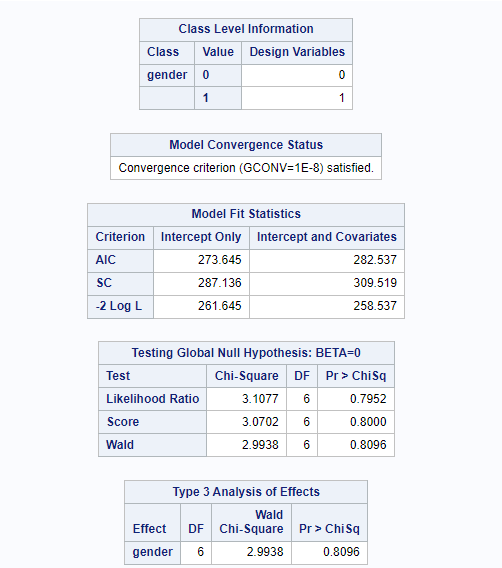 Class Level Information
Class Value Design Variables
gender 0 0
1 1
Model Convergence Status
Convergence criterion (GCONV=1E-8) satisfied.
Model Fit Statistics
Criterion Intercept Only Intercept and Covariates
AIC 273.645 282.537
SC 287.136 309.519
-2 Log L 261.645 258.537
Testing Global Null Hypothesis: BETA=0
Test Chi-Square DF Pr > ChiSq
Likelihood Ratio 3.1077 6 0.7952
Score 3.0702 6 0.8000
Wald 2.9938 6 0.8096
Type 3 Analysis of Effects
Wald
Effect DF Chi-Square Pr > ChiSq
gender 6 2.9938 0.8096